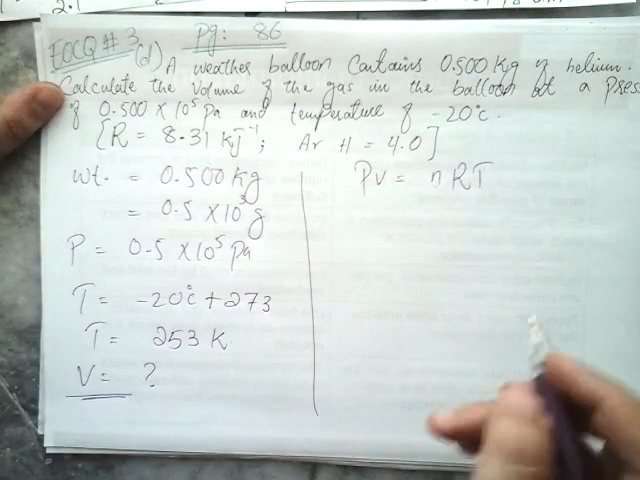 EOCQ # 3 Pg: 86
(d) A weather balloon contains 0.500 kg of helium.
Calculate the volume of the gas in the balloon at a Pres
of 0.500 X 10⁵ Pa and temperature of -20°C.
[R = 8.31 kJ⁻¹; Ar H = 4.0]
wt. = 0.500 kg
= 0.5 X 10³ g
P = 0.5 X 10⁵ Pa
T = -20°C + 273
T = 253 K
V = ?
PV = nRT